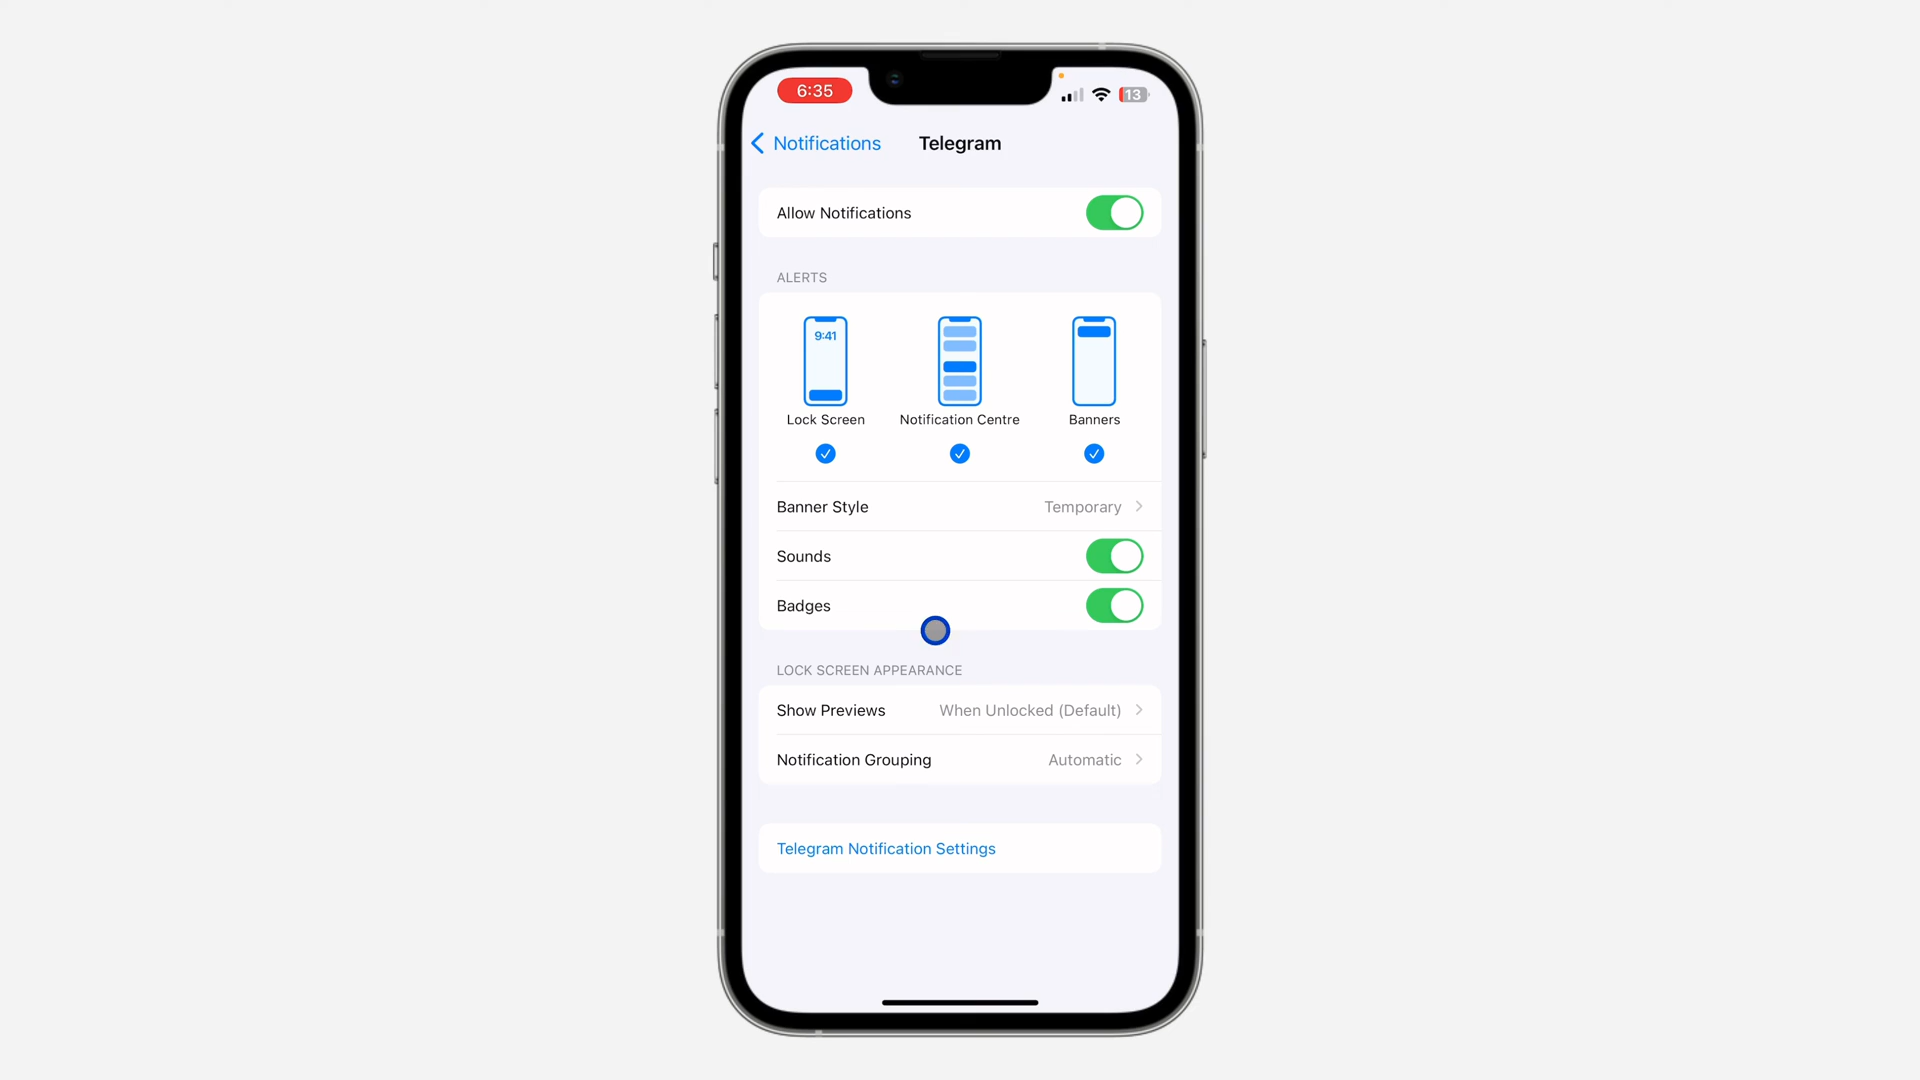 6:35
13
Notifications
Telegram
Allow Notifications
ALERTS
9:41
Lock Screen
Notification Centre
Banners
Banner Style
Temporary
Sounds
Badges
LOCK SCREEN APPEARANCE
Show Previews
When Unlocked (Default)
Notification Grouping
Automatic
Telegram Notification Settings